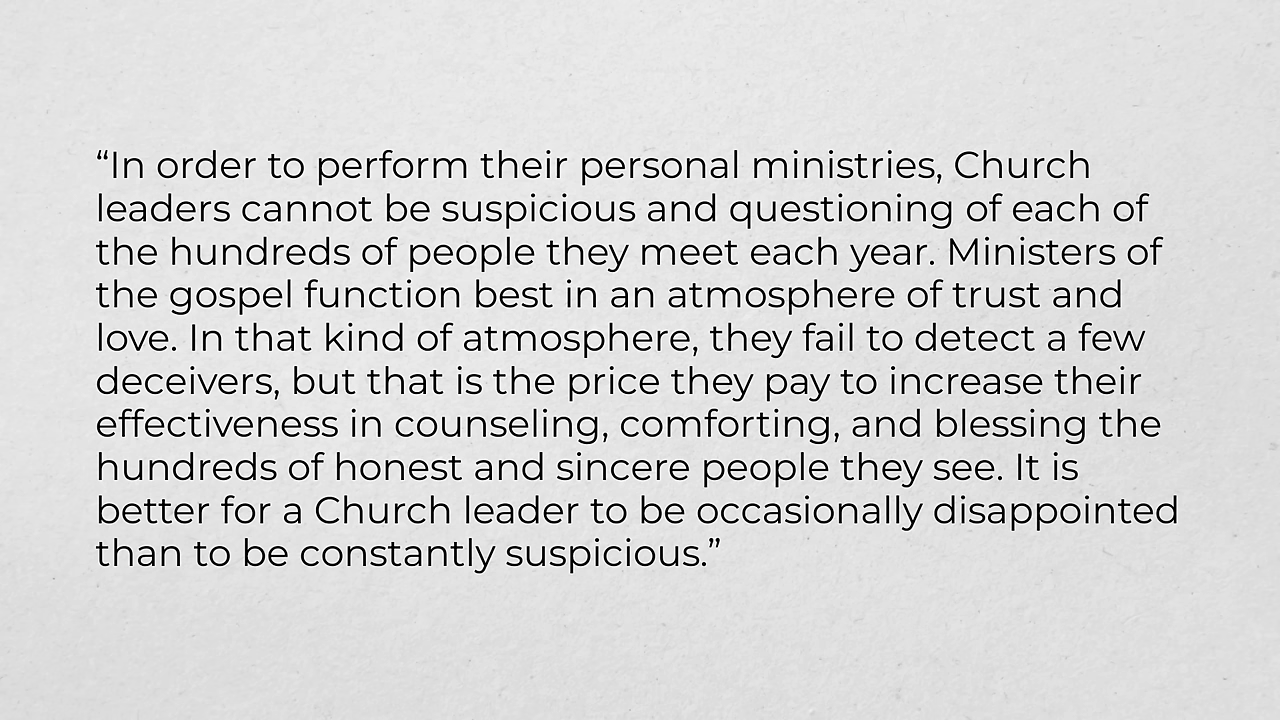 “In order to perform their personal ministries, Church
leaders cannot be suspicious and questioning of each of
the hundreds of people they meet each year. Ministers of
the gospel function best in an atmosphere of trust and
love. In that kind of atmosphere, they fail to detect a few
deceivers, but that is the price they pay to increase their
effectiveness in counseling, comforting, and blessing the
hundreds of honest and sincere people they see. It is
better for a Church leader to be occasionally disappointed
than to be constantly suspicious.”